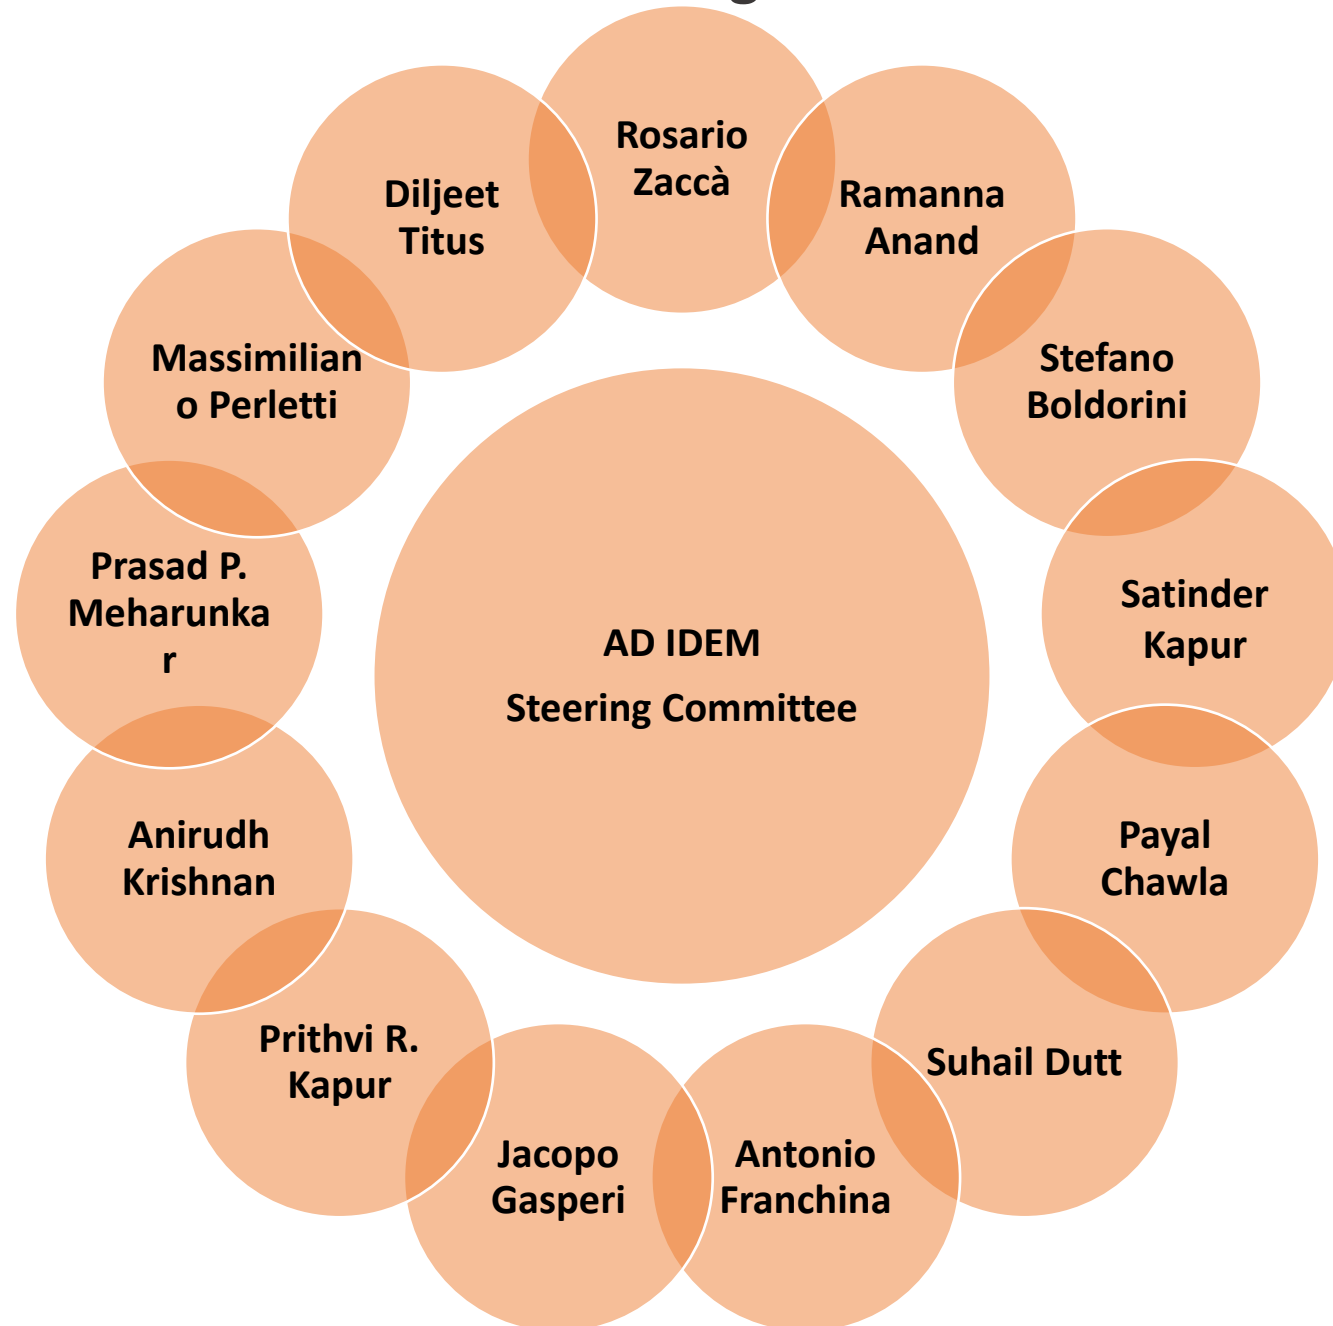 Rosario
Zaccà
Ramanna
Anand
Stefano
Boldorini
Satinder
Kapur
Payal
Chawla
Suhail Dutt
Antonio
Franchina
Jacopo
Gasperi
Prithvi R.
Kapur
Anirudh
Krishnan
Prasad P.
Meharunka
r
Massimilian
o Perletti
Diljeet
Titus
AD IDEM
Steering Committee